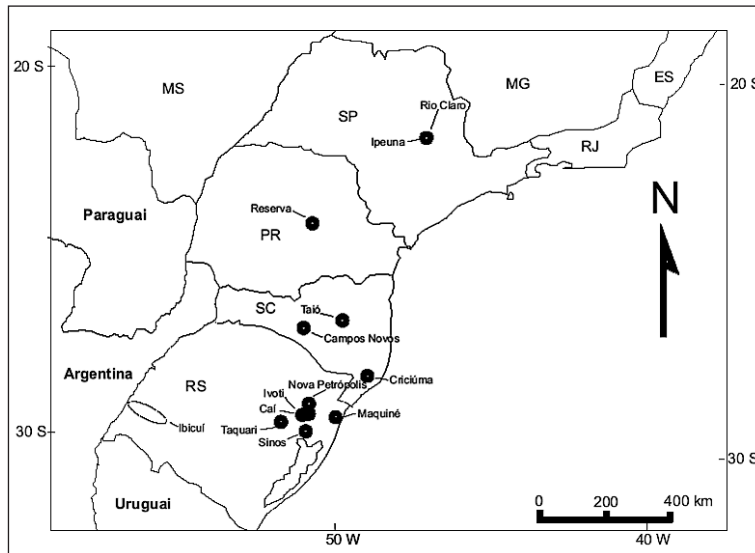 20 S
20 S
MS
MG
ES
SP
Rio Claro
Ipeuna
RJ
Paraguai
Reserva
PR
N
SC
Taió
Campos Novos
Argentina
RS
Criciúma
Nova Petrópolis
Ivoti
Caí
Maquiné
Ibicuí
Taquari
Sinos
30 S
30 S
Uruguai
0 200 400 km
50 W
40 W